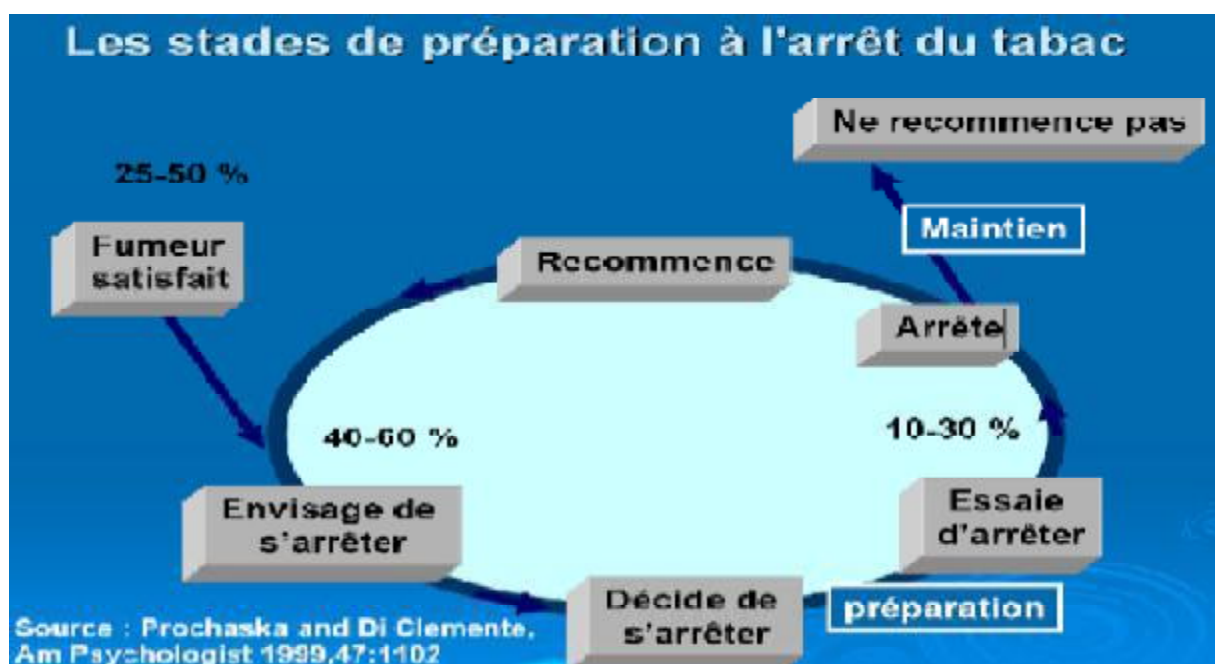 Les stades de préparation à l'arrêt du tabac
Ne recommence pas
25-50 %
Maintien
Fumeur
satisfait
Recommence
Arrête
40-60 %
10-30 %
Envisage de
s'arrêter
Essaie
d'arrêter
Décide de
s'arrêter
préparation
Source : Prochaska and Di Clemente,
Am Psychologist 1999,47:1102